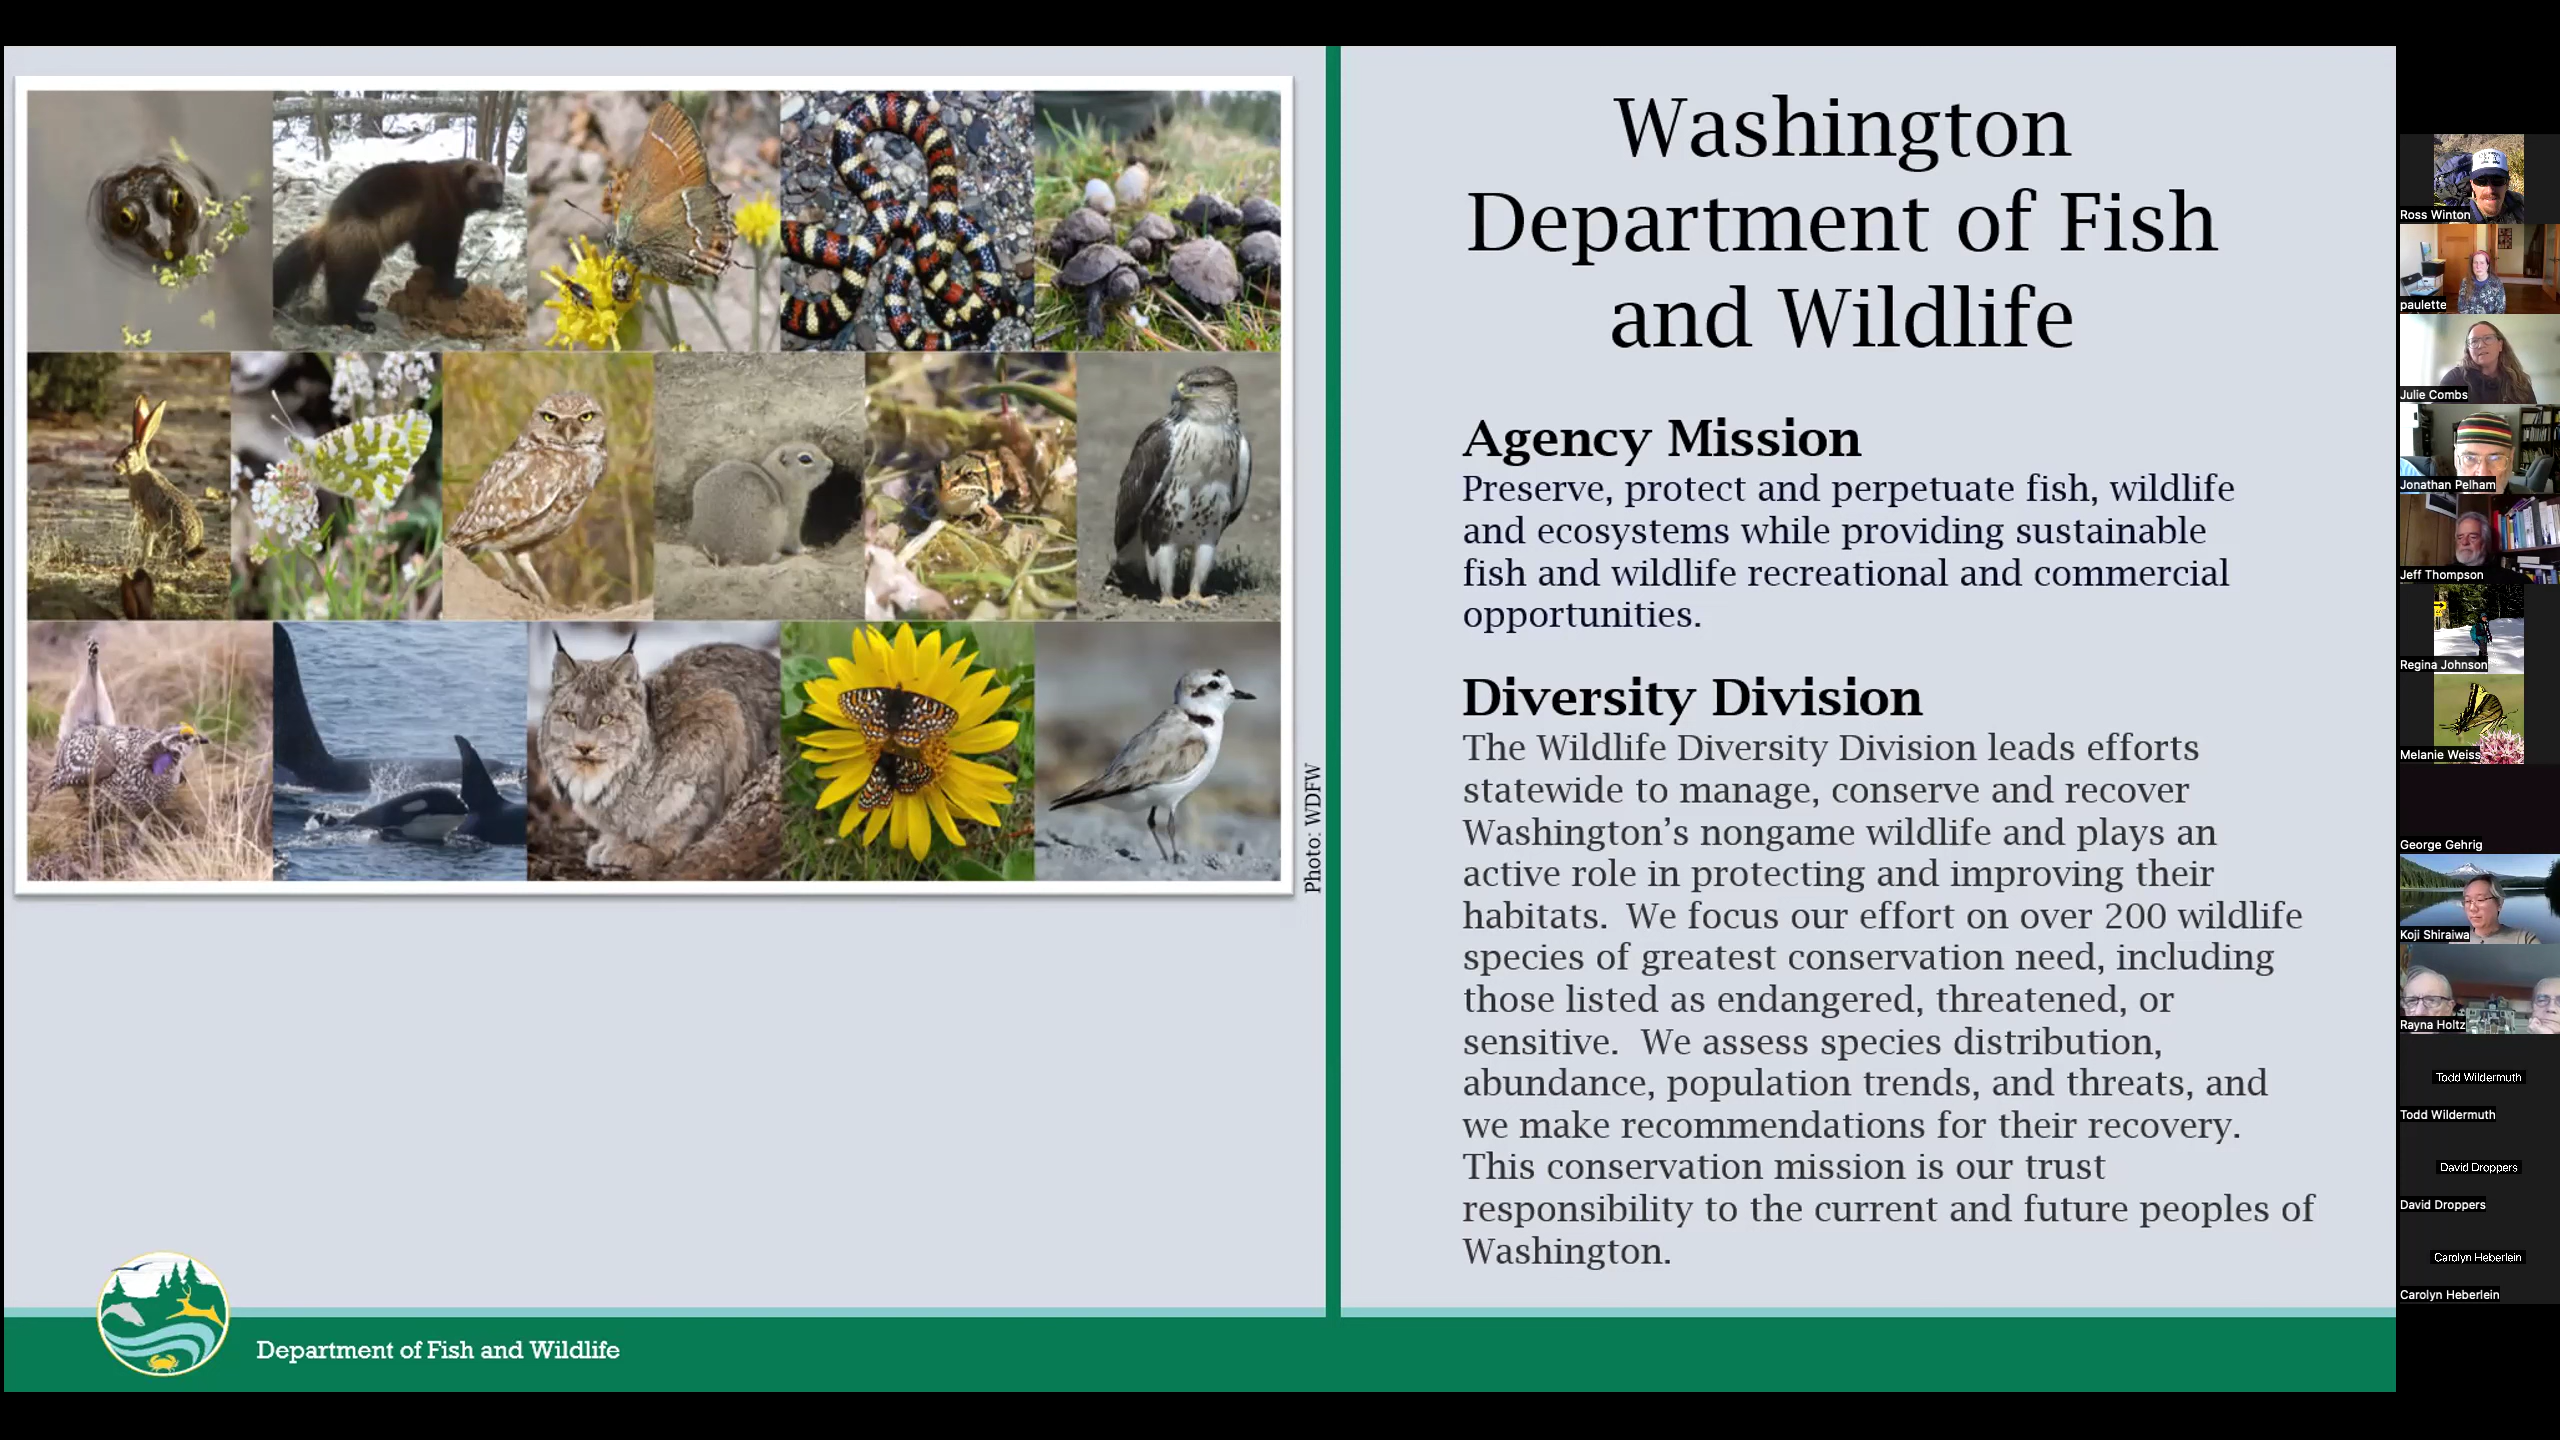 Washington
Department of Fish
and Wildlife
Agency Mission
Preserve, protect and perpetuate fish, wildlife
and ecosystems while providing sustainable
fish and wildlife recreational and commercial
opportunities.
Diversity Division
The Wildlife Diversity Division leads efforts
statewide to manage, conserve and recover
Washington’s nongame wildlife and plays an
active role in protecting and improving their
habitats.  We focus our effort on over 200 wildlife
species of greatest conservation need, including
those listed as endangered, threatened, or
sensitive.  We assess species distribution,
abundance, population trends, and threats, and
we make recommendations for their recovery.
This conservation mission is our trust
responsibility to the current and future peoples of
Washington.
Photo: WDFW
Department of Fish and Wildlife
Ross Winton
paulette
Julie Combs
Jonathan Pelham
Jeff Thompson
Regina Johnson
Melanie Weiss
George Gehrig
Koji Shiraiwa
Rayna Holtz
Todd Wildermuth
Todd Wildermuth
David Droppers
David Droppers
Carolyn Heberlein
Carolyn Heberlein